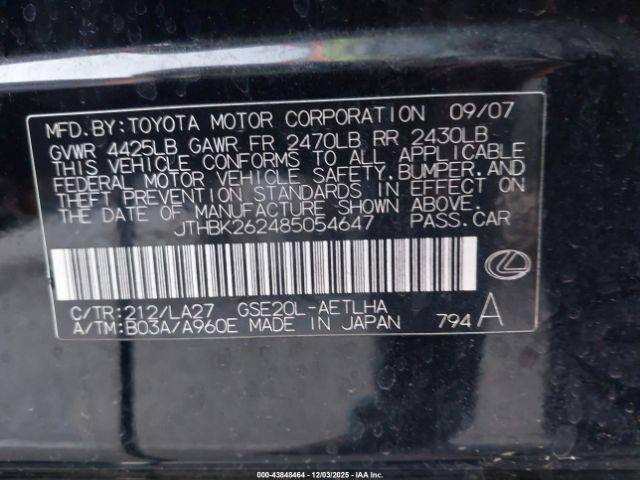 MFD.BY:TOYOTA MOTOR CORPORATION 09/07
GVWR 4425LB GAWR FR 2470LB RR 2430LB
THIS VEHICLE CONFORMS TO ALL APPLICABLE
FEDERAL MOTOR VEHICLE SAFETY,BUMPER,AND
THEFT PREVENTION STANDARDS IN EFFECT ON
THE DATE OF MANUFACTURE SHOWN ABOVE.
JTHBK262485054647 PASS.CAR
C/TR:212/LA27 GSE20L-AETLHA
A/TM:B03A/A960E MADE IN JAPAN 794 A
000-43848464 - 12/03/2025 - IAA Inc.